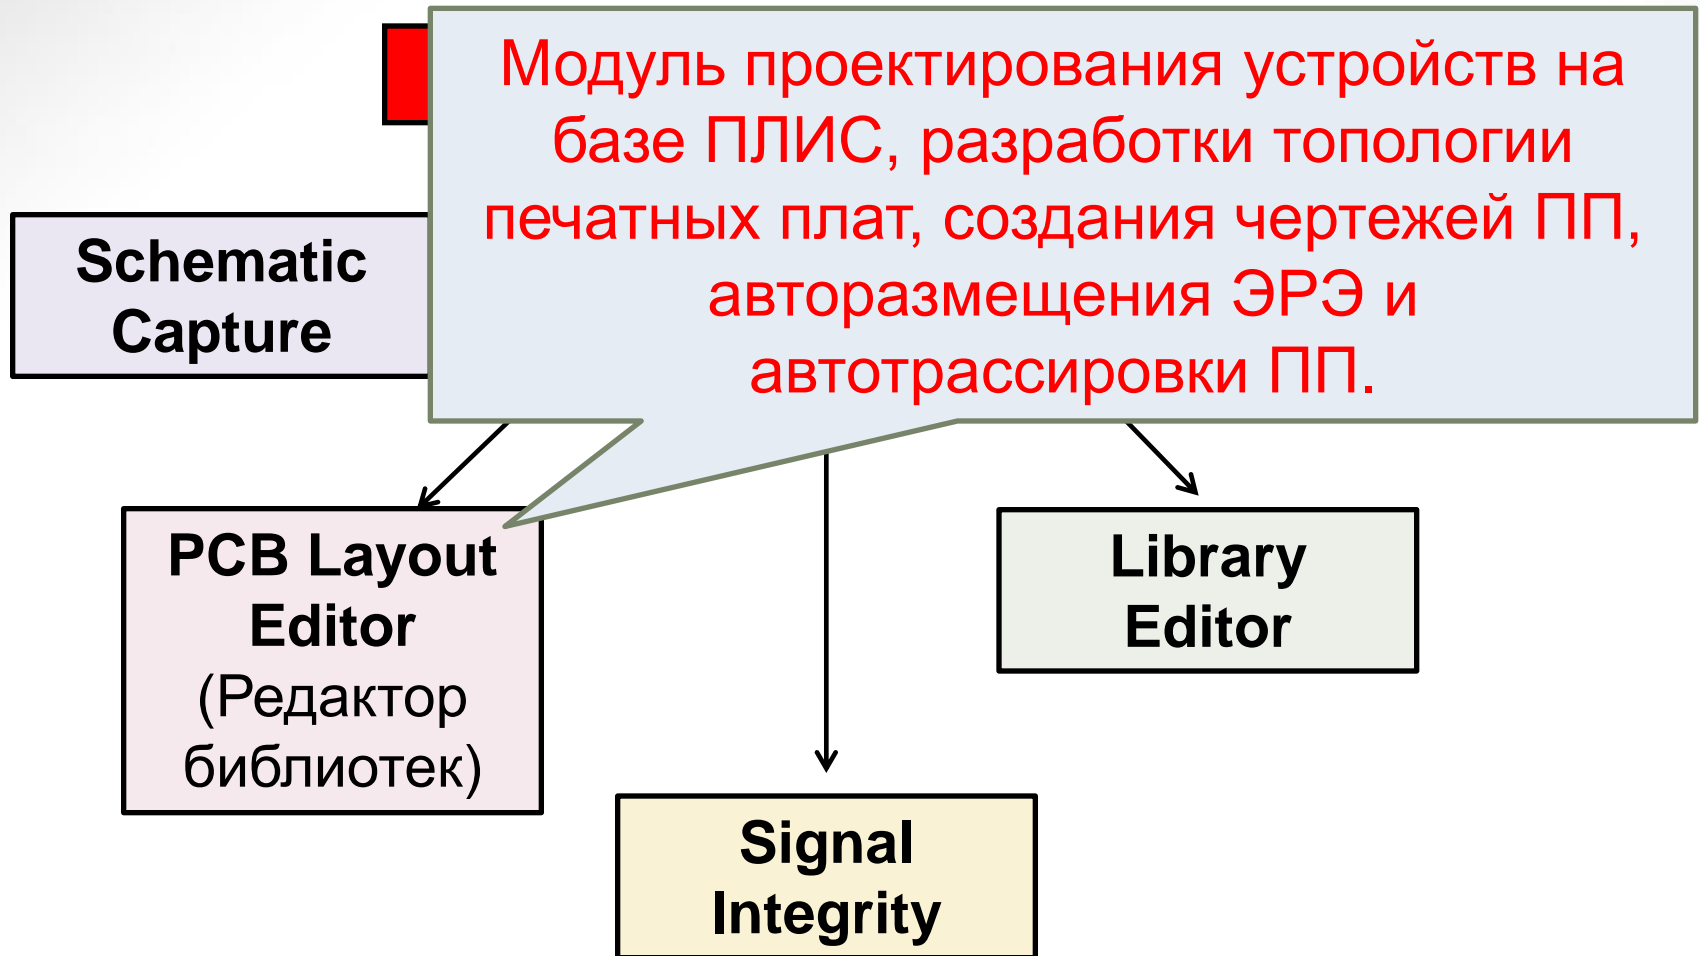 Модуль проектирования устройств на
базе ПЛИС, разработки топологии
печатных плат, создания чертежей ПП,
авторазмещения ЭРЭ и
автотрассировки ПП.
Schematic
Capture
PCB Layout
Editor
(Редактор
библиотек)
Library
Editor
Signal
Integrity